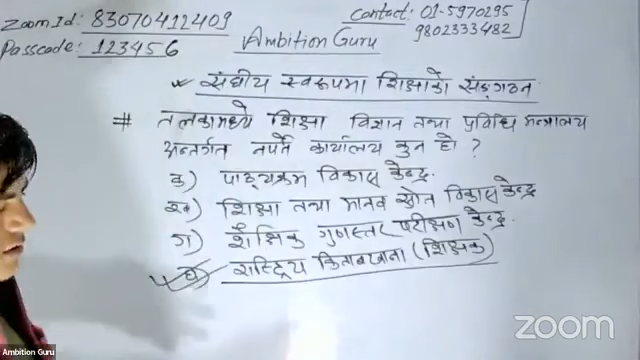 Zoom Id: 83070412409
Passcode: 123456
Contact: 01-5970295
9802333482
Ambition Guru
संघीय स्वरूपमा शिक्षाको सङ्गठन
# तलकामध्ये शिक्षा विज्ञान तथा प्रविधि मन्त्रालय
अन्तर्गत नपर्ने कार्यालय कुन हो ?
क) पाठ्यक्रम विकास केन्द्र
ख) शिक्षा तथा मानव स्रोत विकास केन्द्र
ग) शैक्षिक गुणस्तर परीक्षण केन्द्र
घ) राष्ट्रिय किताबखाना (शिक्षक)
zoom
Ambition Guru